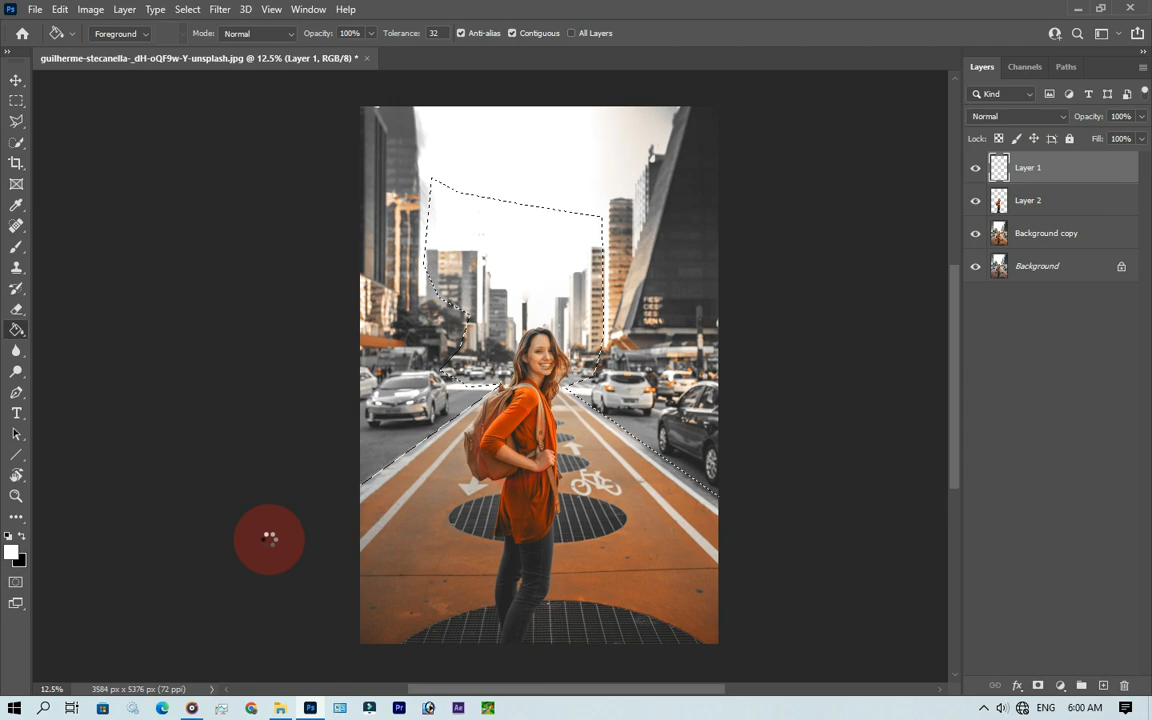 Ps File Edit Image Layer Type Select Filter 3D View Window Help
Foreground Mode: Normal Opacity: 100% Tolerance: 32 Anti-alias Contiguous All Layers
guilherme-stecanella-_dH-oQF9w-Y-unsplash.jpg @ 12.5% (Layer 1, RGB/8) *
Layers Channels Paths
Kind
Normal Opacity: 100%
Lock: Fill: 100%
Layer 1
Layer 2
Background copy
Background
12.5% 3584 px x 5376 px (72 ppi)
Pr Ae ENG 6:00 AM